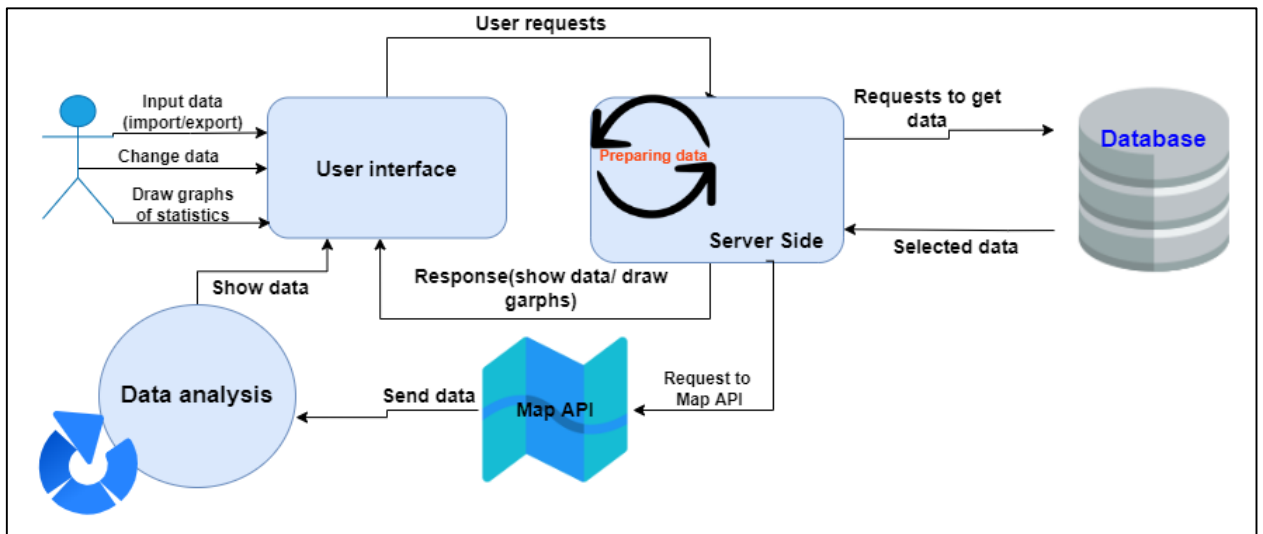 User requests
Input data
(import/export)
Change data
Draw graphs
of statistics
User interface
Preparing data
Server Side
Requests to get
data
Database
Selected data
Show data
Response(show data/ draw
garphs)
Data analysis
Send data
Map API
Request to
Map API